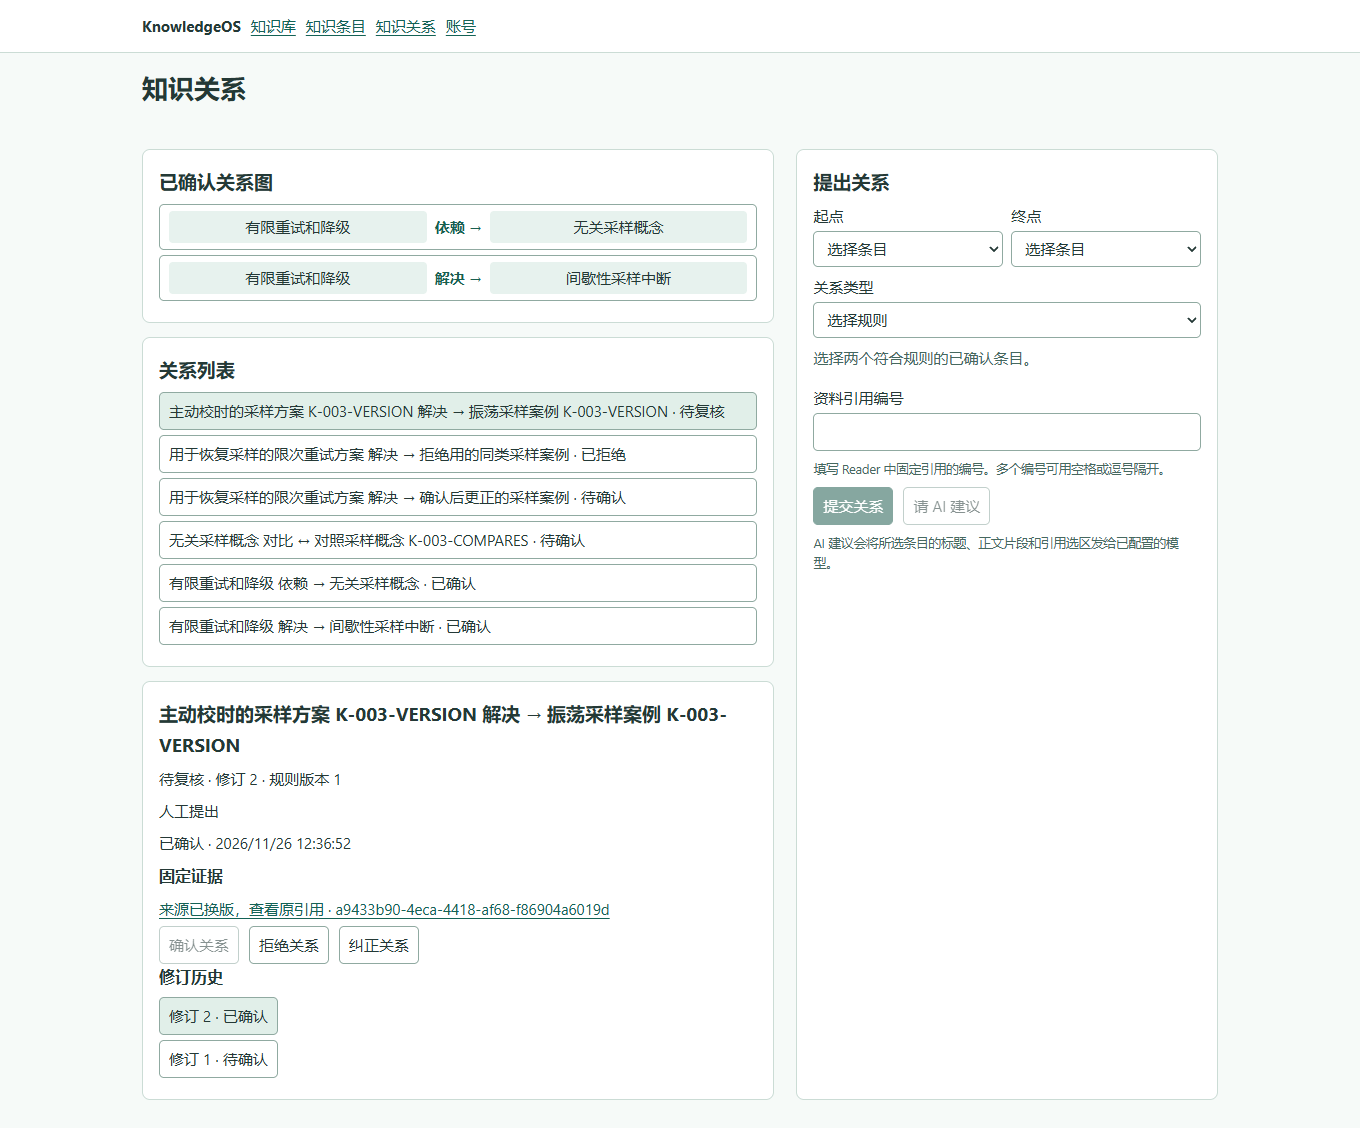 KnowledgeOS 知识库 知识条目 知识关系 账号
知识关系
已确认关系图
有限重试和降级 依赖 → 无关采样概念
有限重试和降级 解决 → 间歇性采样中断
关系列表
主动校时的采样方案 K-003-VERSION 解决 → 振荡采样案例 K-003-VERSION · 待复核
用于恢复采样的限次重试方案 解决 → 拒绝用的同类采样案例 · 已拒绝
用于恢复采样的限次重试方案 解决 → 确认后更正的采样案例 · 待确认
无关采样概念 对比 ↔ 对照采样概念 K-003-COMPARES · 待确认
有限重试和降级 依赖 → 无关采样概念 · 已确认
有限重试和降级 解决 → 间歇性采样中断 · 已确认
主动校时的采样方案 K-003-VERSION 解决 → 振荡采样案例 K-003-
VERSION
待复核 · 修订 2 · 规则版本 1
人工提出
已确认 · 2026/11/26 12:36:52
固定证据
来源已换版，查看原引用 · a9433b90-4eca-4418-af68-f86904a6019d
确认关系 拒绝关系 纠正关系
修订历史
修订 2 · 已确认
修订 1 · 待确认
提出关系
起点 终点
选择条目 选择条目
关系类型
选择规则
选择两个符合规则的已确认条目。
资料引用编号
填写 Reader 中固定引用的编号。多个编号可用空格或逗号隔开。
提交关系 请 AI 建议
AI 建议会将所选条目的标题、正文片段和引用选区发给已配置的模
型。